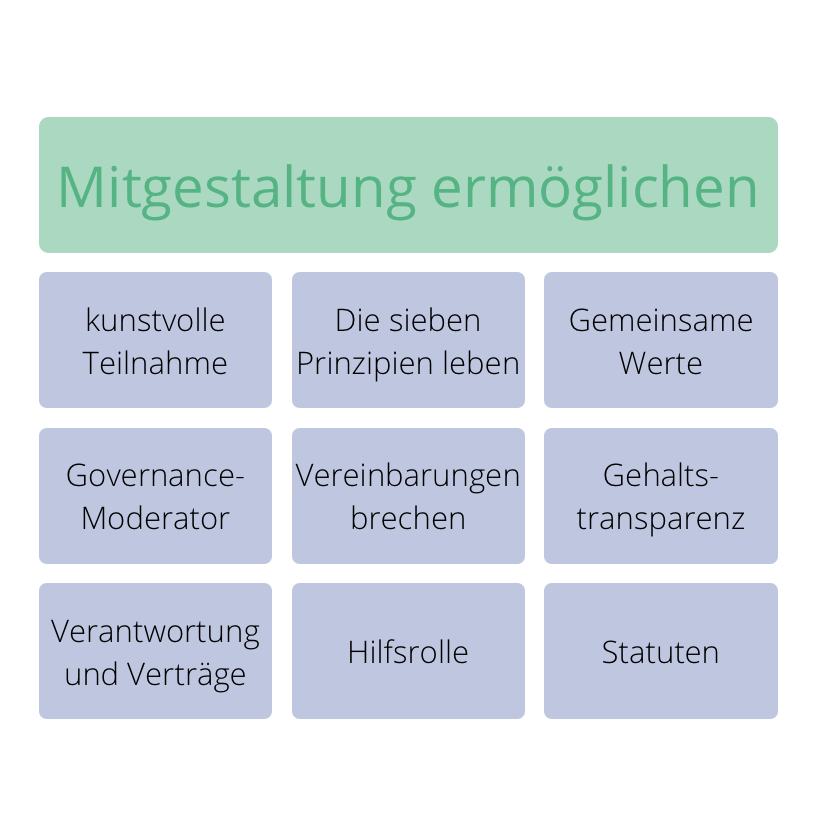 Mitgestaltung ermöglichen
kunstvolle
Teilnahme
Die sieben
Prinzipien leben
Gemeinsame
Werte
Governance-
Moderator
Vereinbarungen
brechen
Gehalts-
transparenz
Verantwortung
und Verträge
Hilfsrolle
Statuten